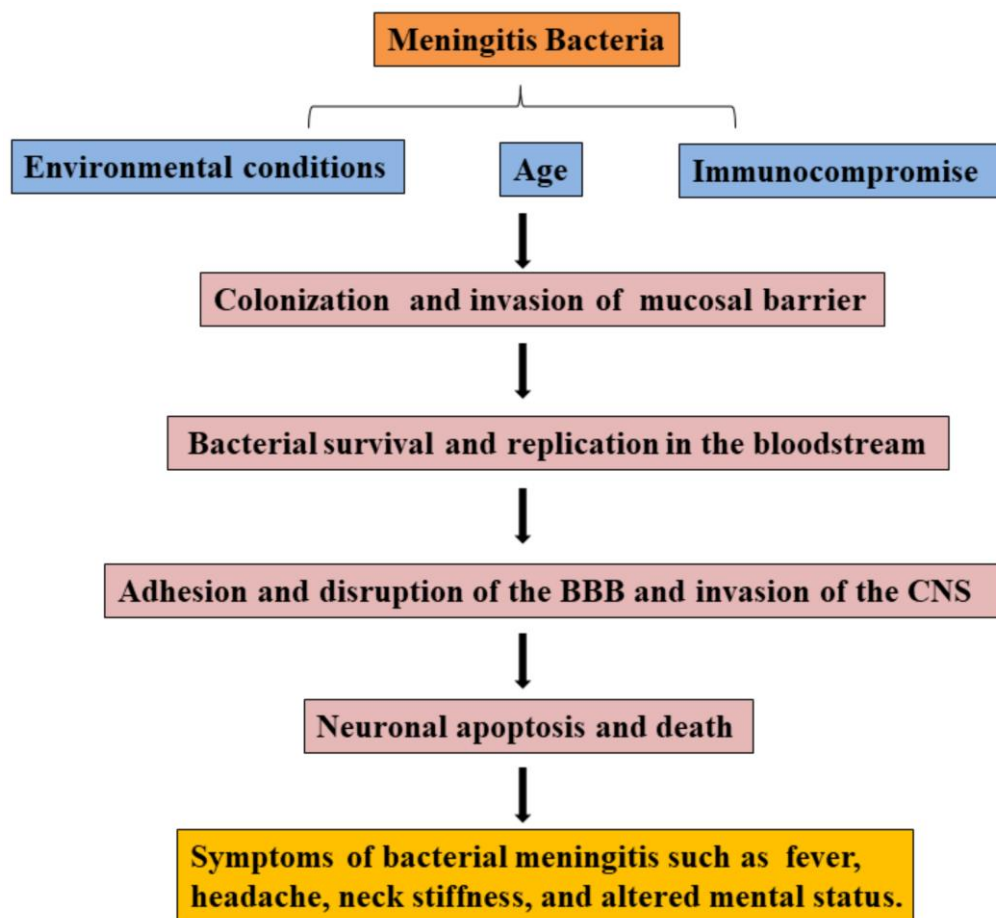 Meningitis Bacteria
Environmental conditions
Age
Immunocompromise
Colonization and invasion of mucosal barrier
Bacterial survival and replication in the bloodstream
Adhesion and disruption of the BBB and invasion of the CNS
Neuronal apoptosis and death
Symptoms of bacterial meningitis such as fever,
headache, neck stiffness, and altered mental status.